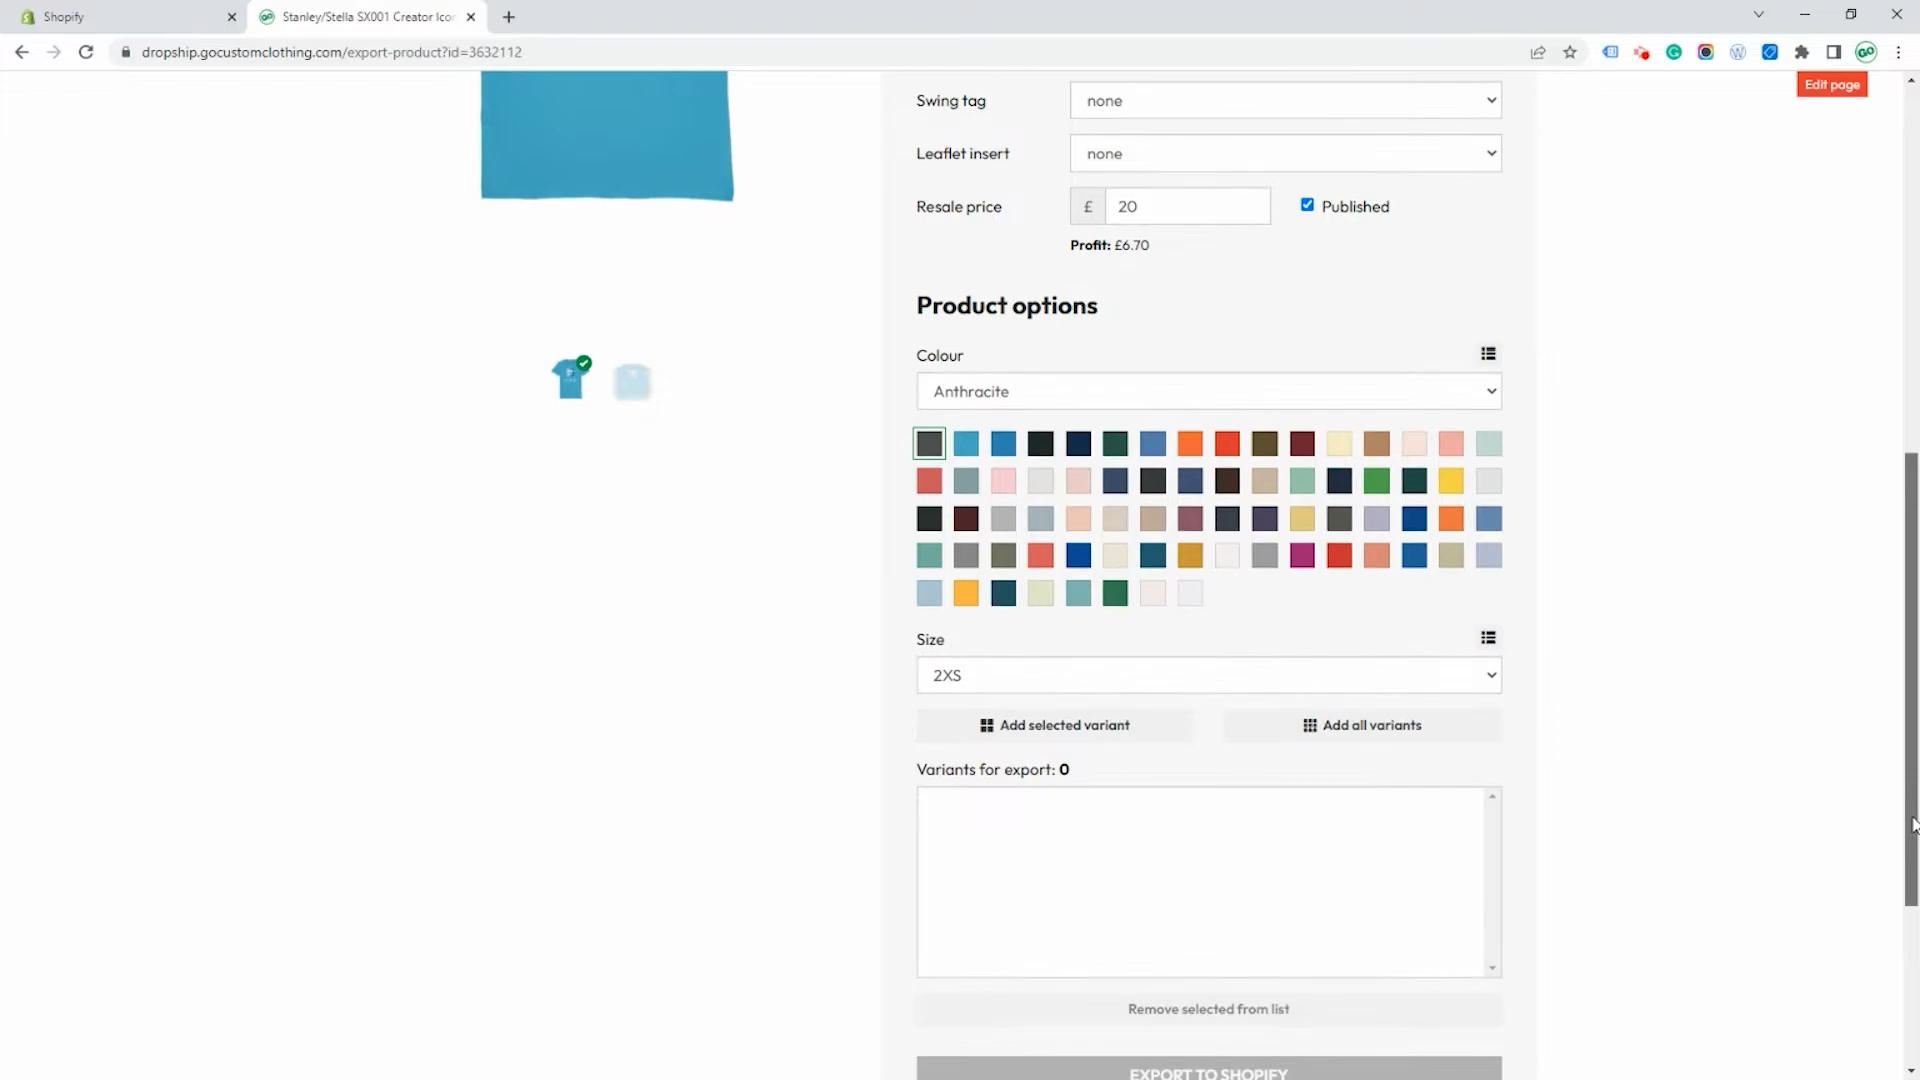 Shopify
Stanley/Stella SX001 Creator Icon
dropship.gocustomclothing.com/export-product?id=3632112
GO
Edit page
Swing tag
none
Leaflet insert
none
Resale price
£
20
Published
Profit: £6.70
Product options
Colour
Anthracite
Size
2XS
Add selected variant
Add all variants
Variants for export: 0
Remove selected from list
EXPORT TO SHOPIFY